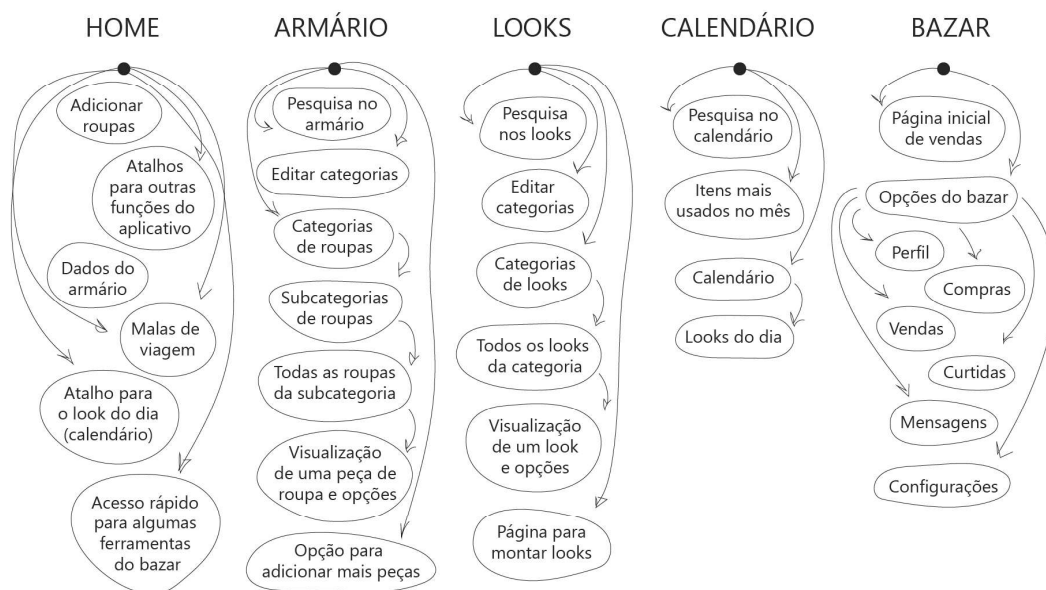 HOME
Adicionar
roupas
Atalhos
para outras
funções do
aplicativo
Dados do
armário
Malas de
viagem
Atalho para
o look do dia
(calendário)
Acesso rápido
para algumas
ferramentas
do bazar
ARMÁRIO
Pesquisa no
armário
Editar categorias
Categorias
de roupas
Subcategorias
de roupas
Todas as roupas
da subcategoria
Visualização
de uma peça de
roupa e opções
Opção para
adicionar mais peças
LOOKS
Pesquisa
nos looks
Editar
categorias
Categorias
de looks
Todos os looks
da categoria
Visualização
de um look
e opções
Página para
montar looks
CALENDÁRIO
Pesquisa no
calendário
Itens mais
usados no mês
Calendário
Looks do dia
BAZAR
Página inicial
de vendas
Opções do bazar
Perfil
Compras
Vendas
Curtidas
Mensagens
Configurações